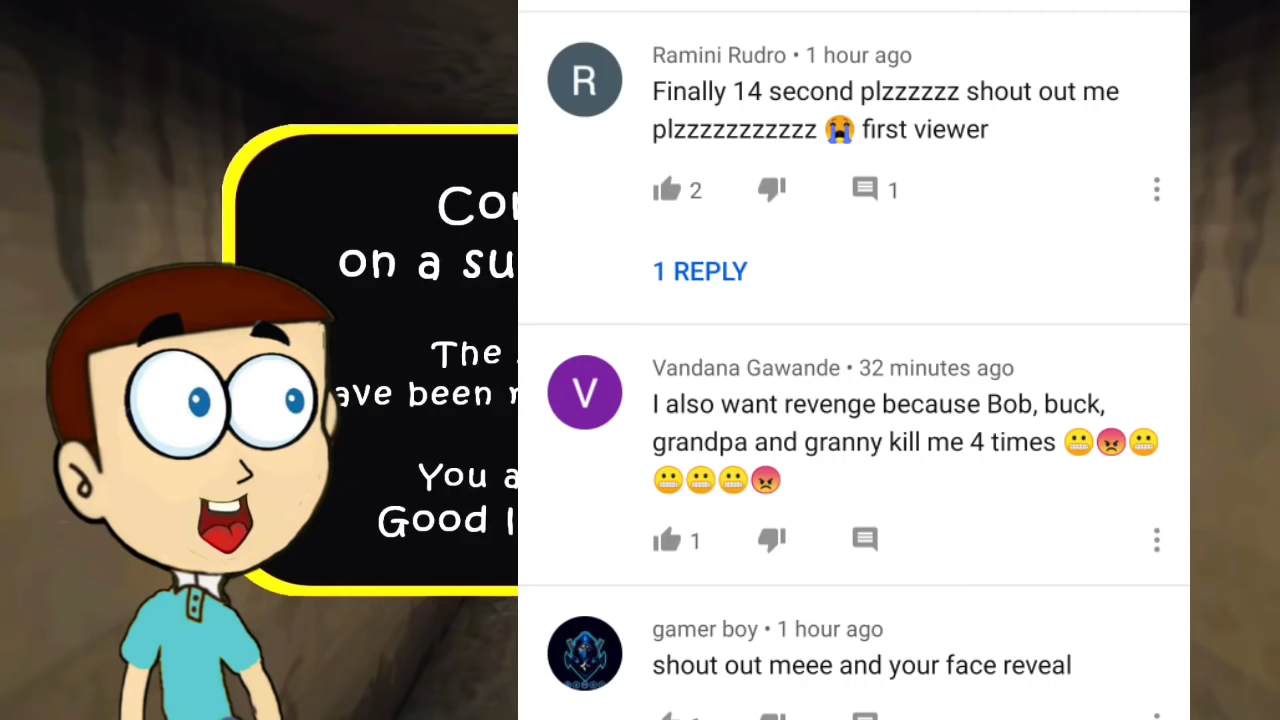 Con
on a su
The
ave been
You a
Good l
R
Ramini Rudro • 1 hour ago
Finally 14 second plzzzzzz shout out me
plzzzzzzzzzzz 😭 first viewer
2
1
1 REPLY
V
Vandana Gawande • 32 minutes ago
I also want revenge because Bob, buck,
grandpa and granny kill me 4 times 😬😡😬
😬😬😬😡
1
gamer boy • 1 hour ago
shout out meee and your face reveal